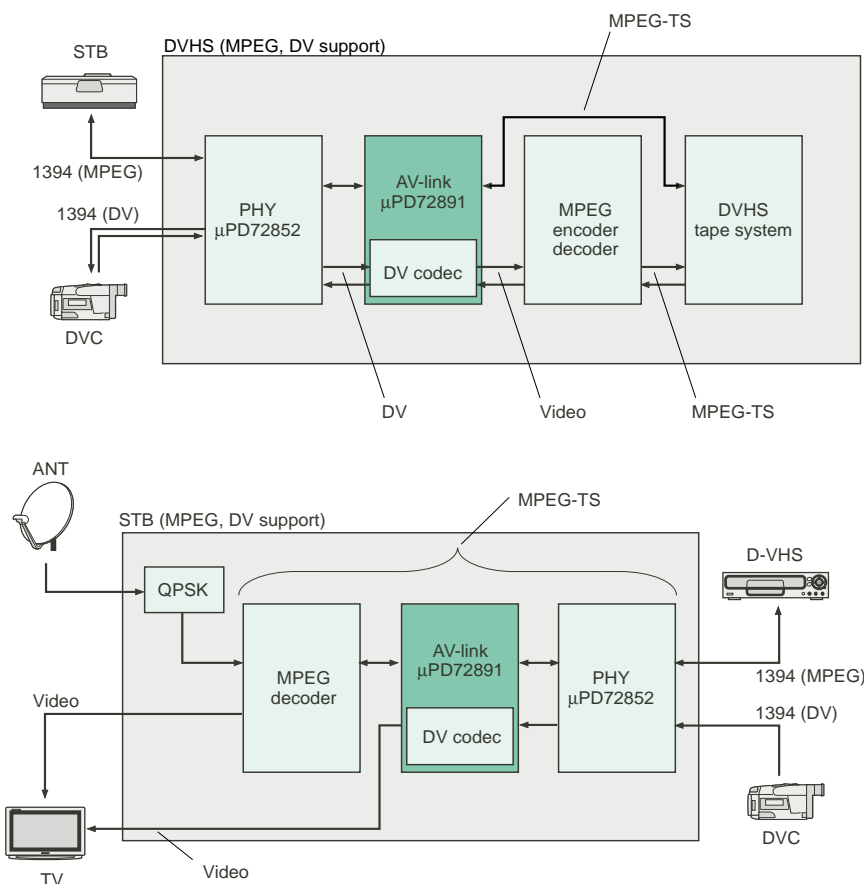 MPEG-TS
DVHS (MPEG, DV support)
STB
1394 (MPEG)
1394 (DV)
DVC
PHY
µPD72852
AV-link
µPD72891
DV codec
MPEG
encoder
decoder
DVHS
tape system
DV
Video
MPEG-TS
ANT
MPEG-TS
STB (MPEG, DV support)
D-VHS
QPSK
MPEG
decoder
AV-link
µPD72891
DV codec
PHY
µPD72852
1394 (MPEG)
1394 (DV)
Video
DVC
Video
TV